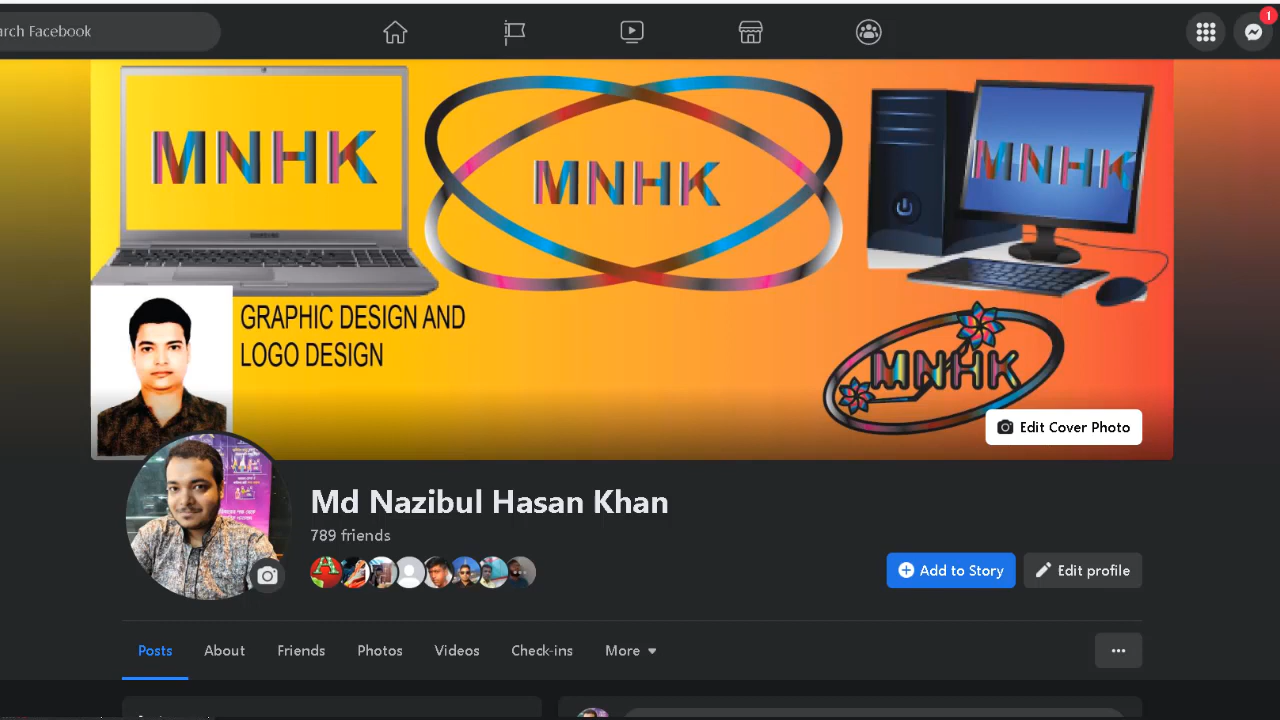 arch Facebook
1
MNHK
MNHK
MNHK
GRAPHIC DESIGN AND
LOGO DESIGN
MNHK
Edit Cover Photo
Md Nazibul Hasan Khan
789 friends
Add to Story
Edit profile
Posts
About
Friends
Photos
Videos
Check-ins
More